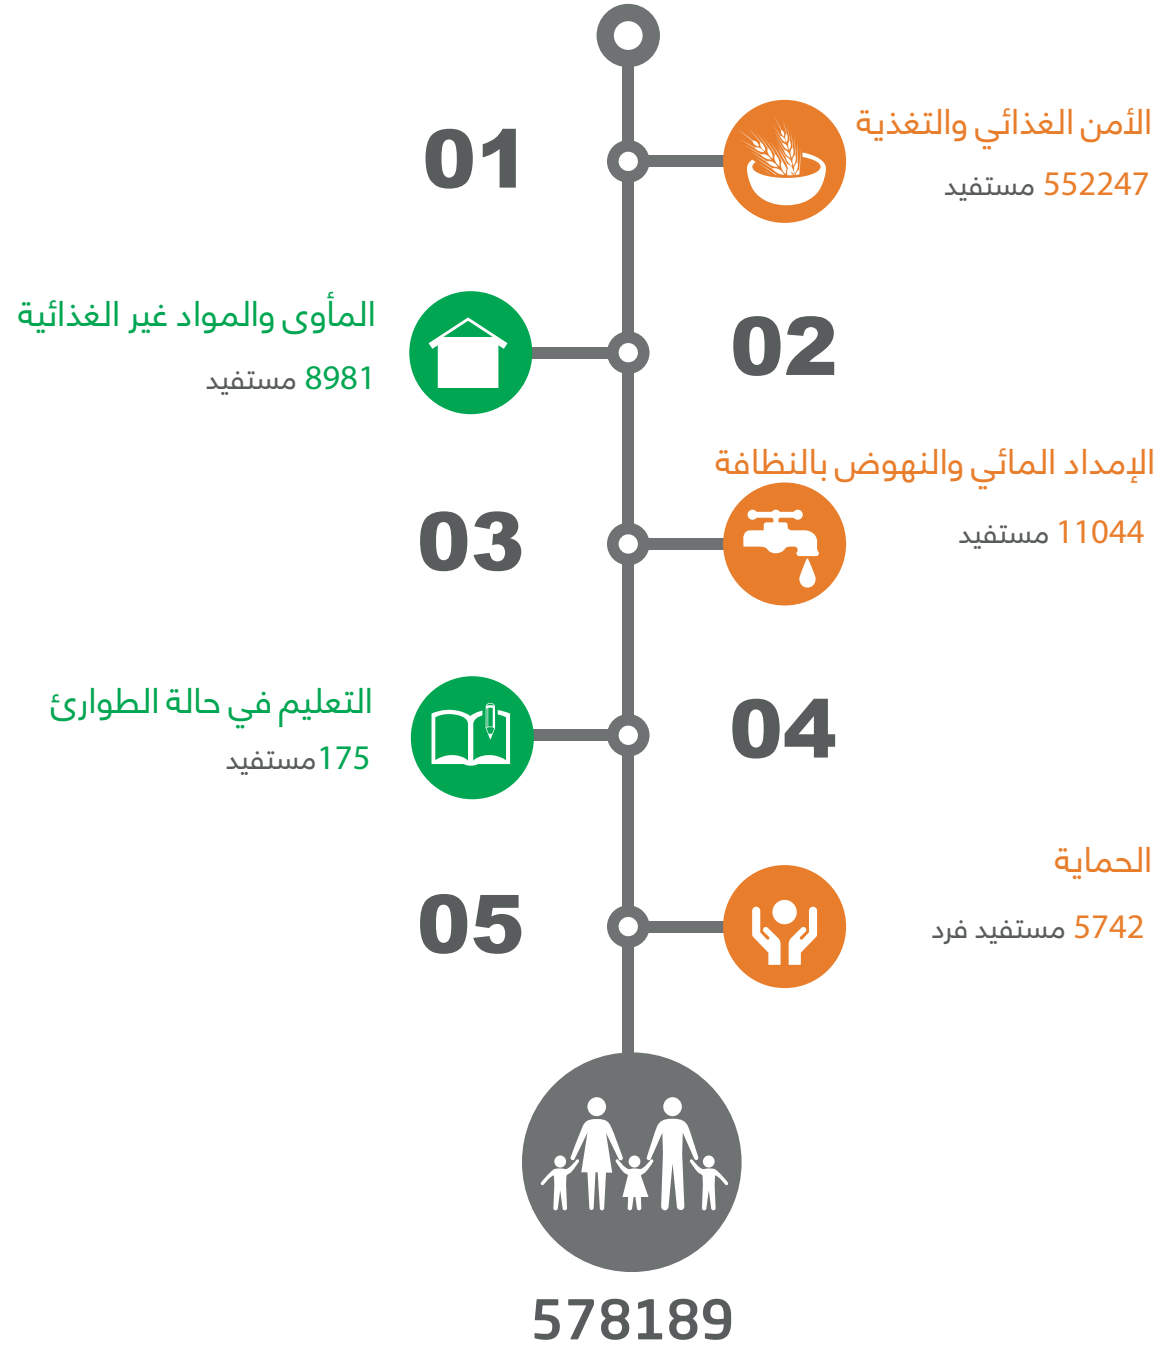 01
الأمن الغذائي والتغذية
552247 مستفيد
02
المأوى والمواد غير الغذائية
8981 مستفيد
03
الإمداد المائي والنهوض بالنظافة
11044 مستفيد
04
التعليم في حالة الطوارئ
175مستفيد
05
الحماية
5742 مستفيد فرد
578189